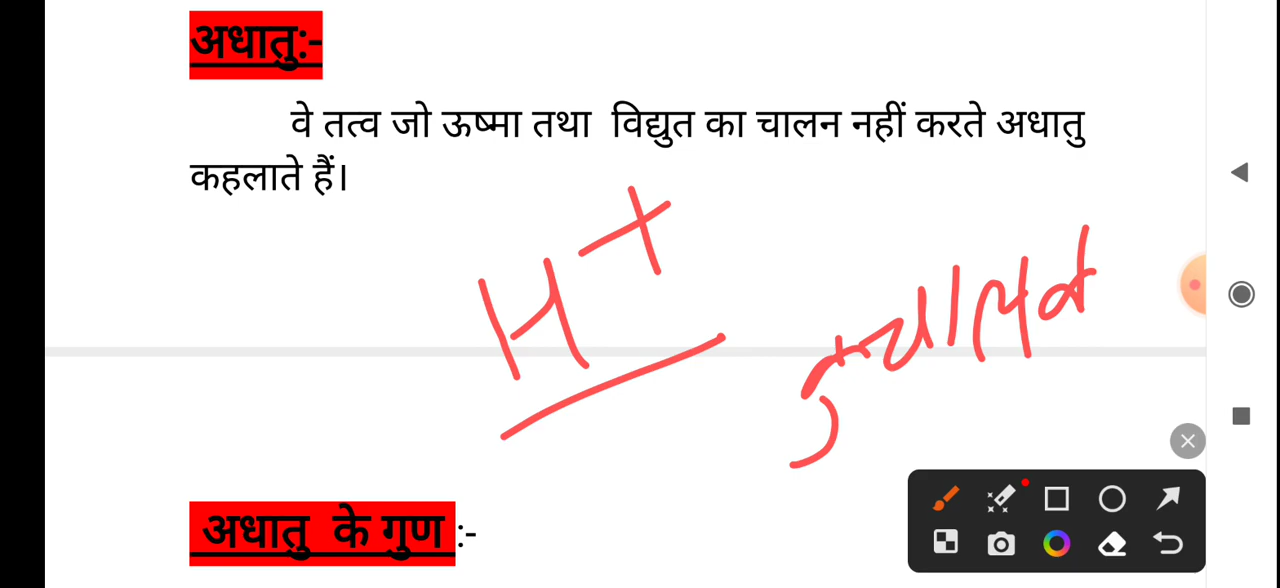 अधातु:-
वे तत्व जो ऊष्मा तथा विद्युत का चालन नहीं करते अधातु
कहलाते हैं।
H+
अधातु के गुण :-